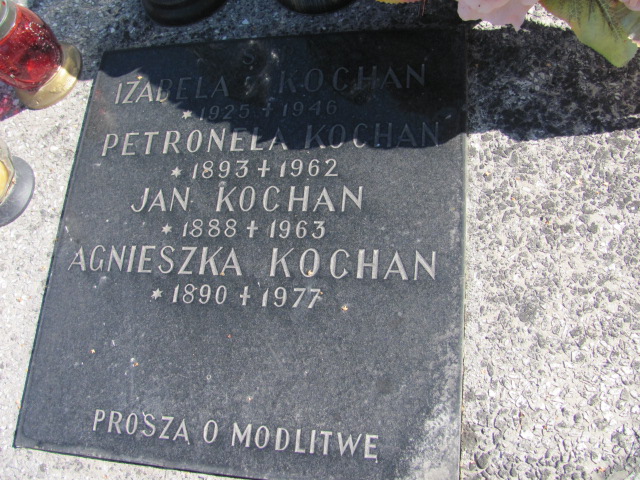 IZABELA KOCHAN
* 1925 + 1946
PETRONELA KOCHAN
* 1893 + 1962
JAN KOCHAN
* 1888 + 1963
AGNIESZKA KOCHAN
* 1890 + 1977
PROSZA O MODLITWE